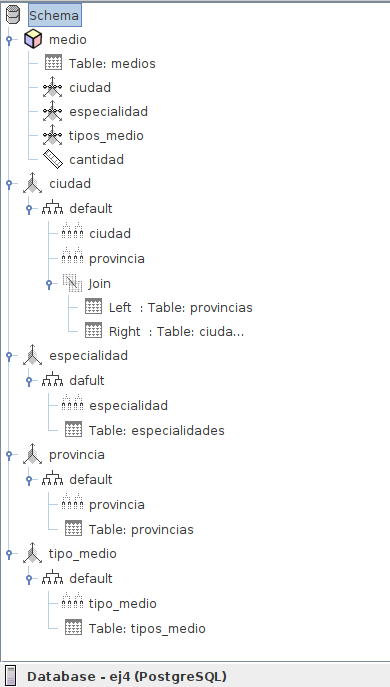 Schema
medio
Table: medios
ciudad
especialidad
tipos_medio
cantidad
ciudad
default
ciudad
provincia
Join
Left : Table: provincias
Right : Table: ciuda...
especialidad
dafult
especialidad
Table: especialidades
provincia
default
provincia
Table: provincias
tipo_medio
default
tipo_medio
Table: tipos_medio
Database - ej4 (PostgreSQL)